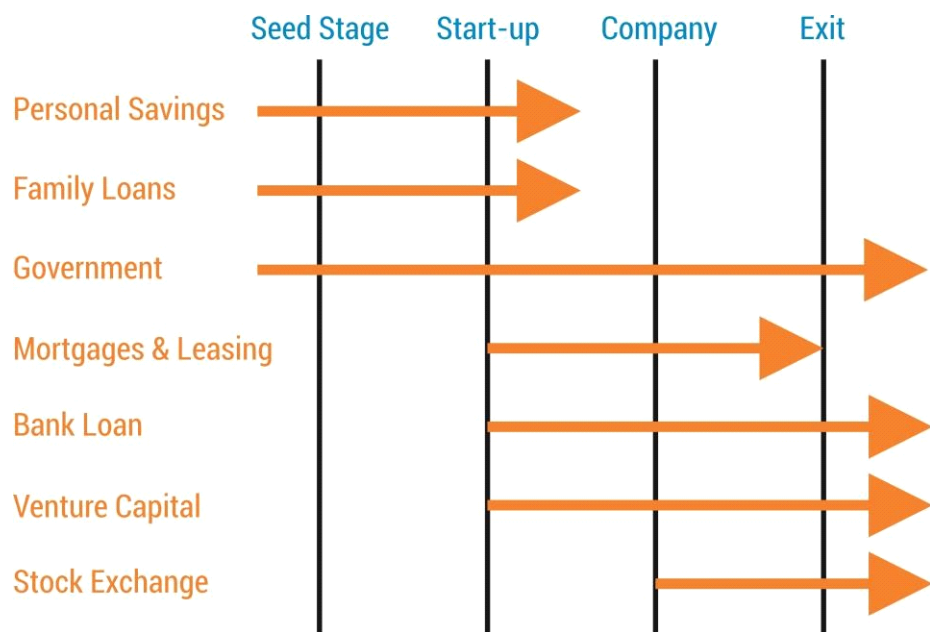 Seed Stage Start-up Company Exit
Personal Savings
Family Loans
Government
Mortgages & Leasing
Bank Loan
Venture Capital
Stock Exchange